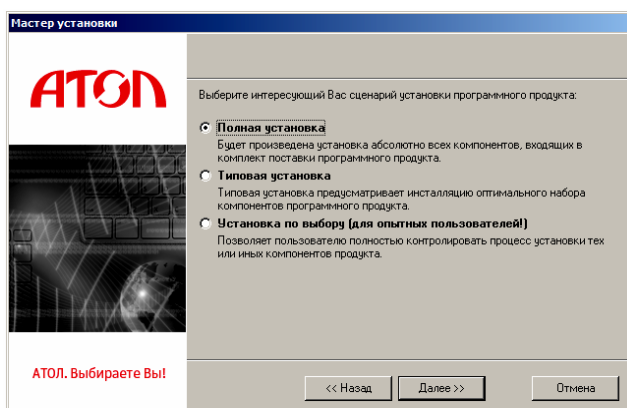 Мастер установки
АТОЛ
Выберите интересующий Вас сценарий установки программного продукта:
Полная установка
Будет произведена установка абсолютно всех компонентов, входящих в
комплект поставки программного продукта.
Типовая установка
Типовая установка предусматривает инсталляцию оптимального набора
компонентов программного продукта.
Установка по выбору (для опытных пользователей!)
Позволяет пользователю полностью контролировать процесс установки тех
или иных компонентов продукта.
АТОЛ. Выбираете Вы!
<< Назад
Далее >>
Отмена